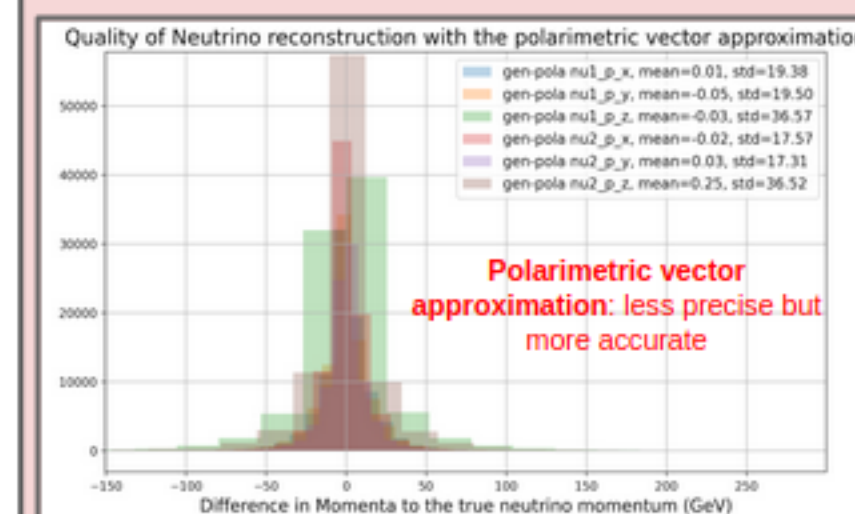 Quality of Neutrino reconstruction with the polarimetric vector approximatio
gen-pola nu1_p_x, mean=0.01, std=19.38
gen-pola nu1_p_y, mean=-0.05, std=19.50
gen-pola nu1_p_z, mean=-0.03, std=36.57
gen-pola nu2_p_x, mean=-0.02, std=17.57
gen-pola nu2_p_y, mean=0.03, std=17.31
gen-pola nu2_p_z, mean=0.25, std=36.52
50000
40000
30000
20000
10000
0
Polarimetric vector
approximation: less precise but
more accurate
−150 −100 −50 0 50 100 150 200 250
Difference in Momenta to the true neutrino momentum (GeV)